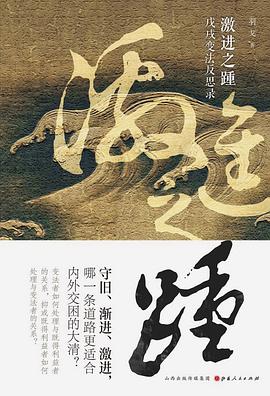 羽戈 著
激进之踵
戊戌变法反思录
激进之
踵
守旧、渐进、激进，
哪一条道路更适合
内外交困的大清？
变法者如何处理与既得利益者
的关系，抑或既得利益者如何
处理与变法者的关系？
山西出版传媒集团 山西人民出版社